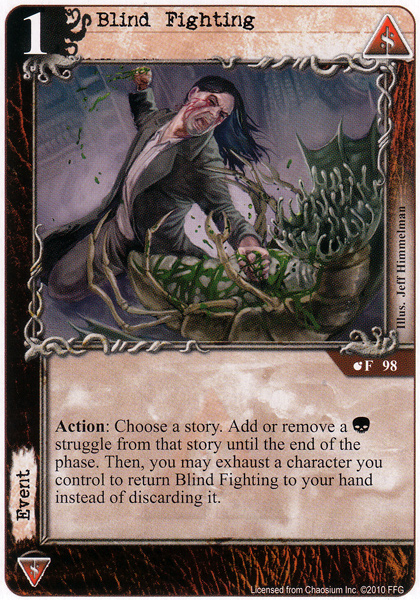 1 Blind Fighting
Illus. Jeff Himmelman
F 98
Action: Choose a story. Add or remove a
struggle from that story until the end of the
phase. Then, you may exhaust a character you
control to return Blind Fighting to your hand
instead of discarding it.
Event
Licensed from Chaosium Inc. ©2010 FFG